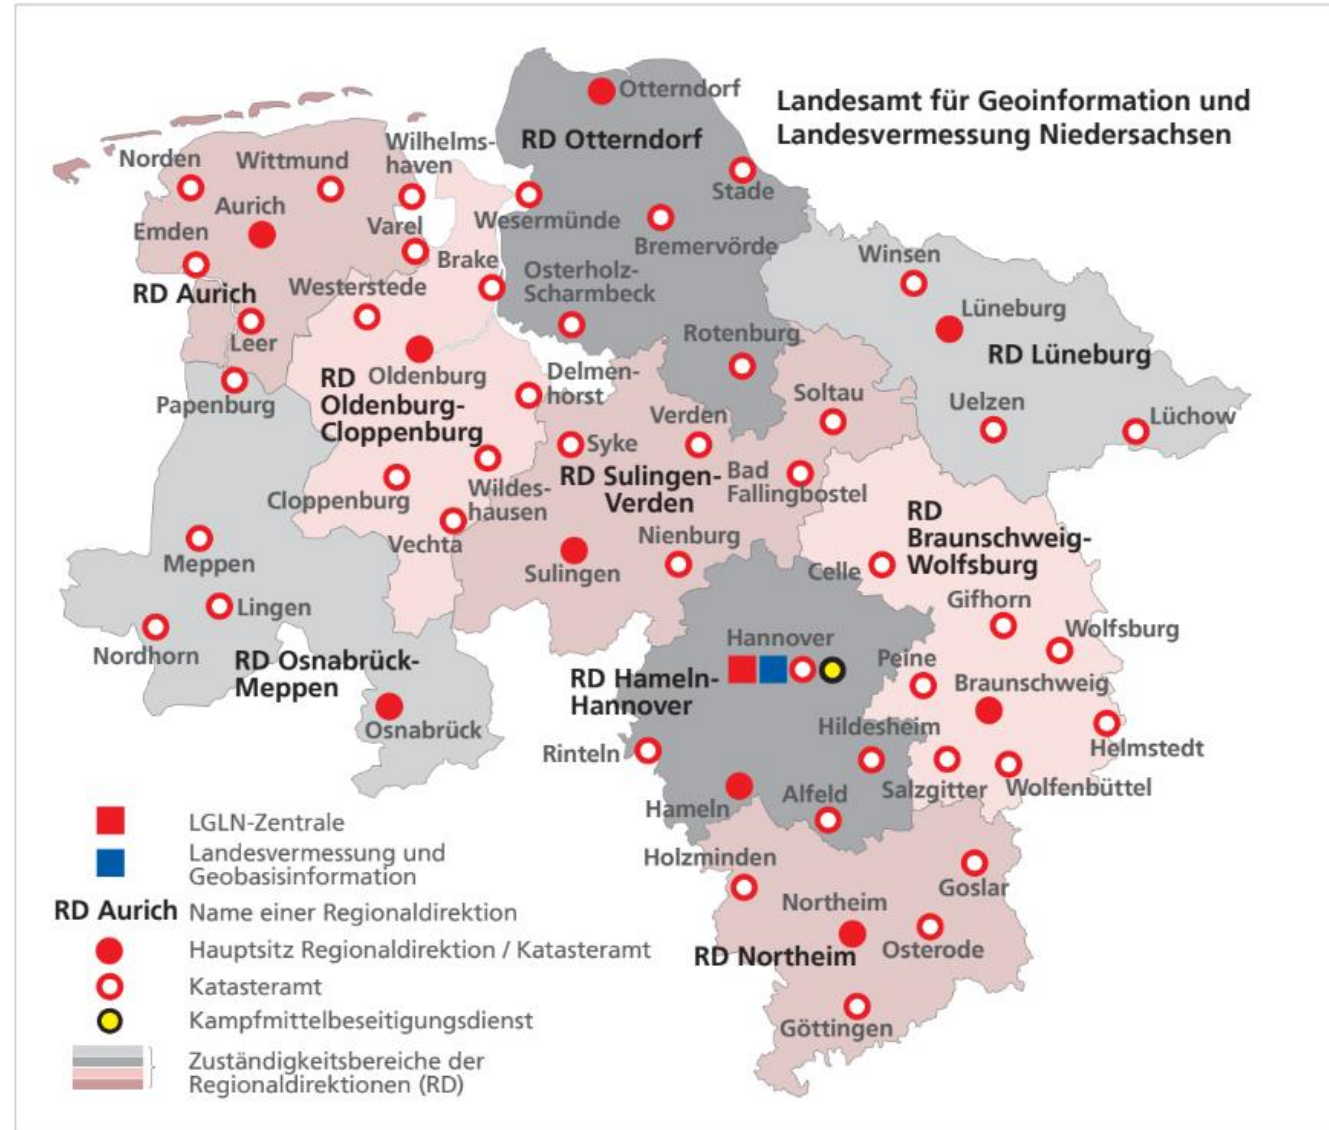 Landesamt für Geoinformation und
Landesvermessung Niedersachsen
Otterndorf
RD Otterndorf
Stade
Wesermünde
Bremervörde
Osterholz-
Scharmbeck
Rotenburg
Norden
Wittmund
Wilhelms-
haven
Aurich
Emden
Varel
RD Aurich
Leer
Westerstede
Brake
RD
Oldenburg
Oldenburg-
Cloppenburg
Delmen-
horst
Cloppenburg
Wildes-
hausen
Vechta
Winsen
Lüneburg
RD Lüneburg
Uelzen
Lüchow
Soltau
Verden
Syke
RD Sulingen-
Verden
Bad
Fallingbostel
Nienburg
Sulingen
Papenburg
Meppen
Lingen
Nordhorn
RD Osnabrück-
Meppen
Osnabrück
RD
Braunschweig-
Wolfsburg
Celle
Gifhorn
Wolfsburg
Peine
Braunschweig
Helmstedt
Salzgitter
Wolfenbüttel
Hannover
RD Hameln-
Hannover
Hildesheim
Rinteln
Hameln
Alfeld
Holzminden
Goslar
Northeim
Osterode
RD Northeim
Göttingen
LGLN-Zentrale
Landesvermessung und
Geobasisinformation
RD Aurich Name einer Regionaldirektion
Hauptsitz Regionaldirektion / Katasteramt
Katasteramt
Kampfmittelbeseitigungsdienst
Zuständigkeitsbereiche der
Regionaldirektionen (RD)